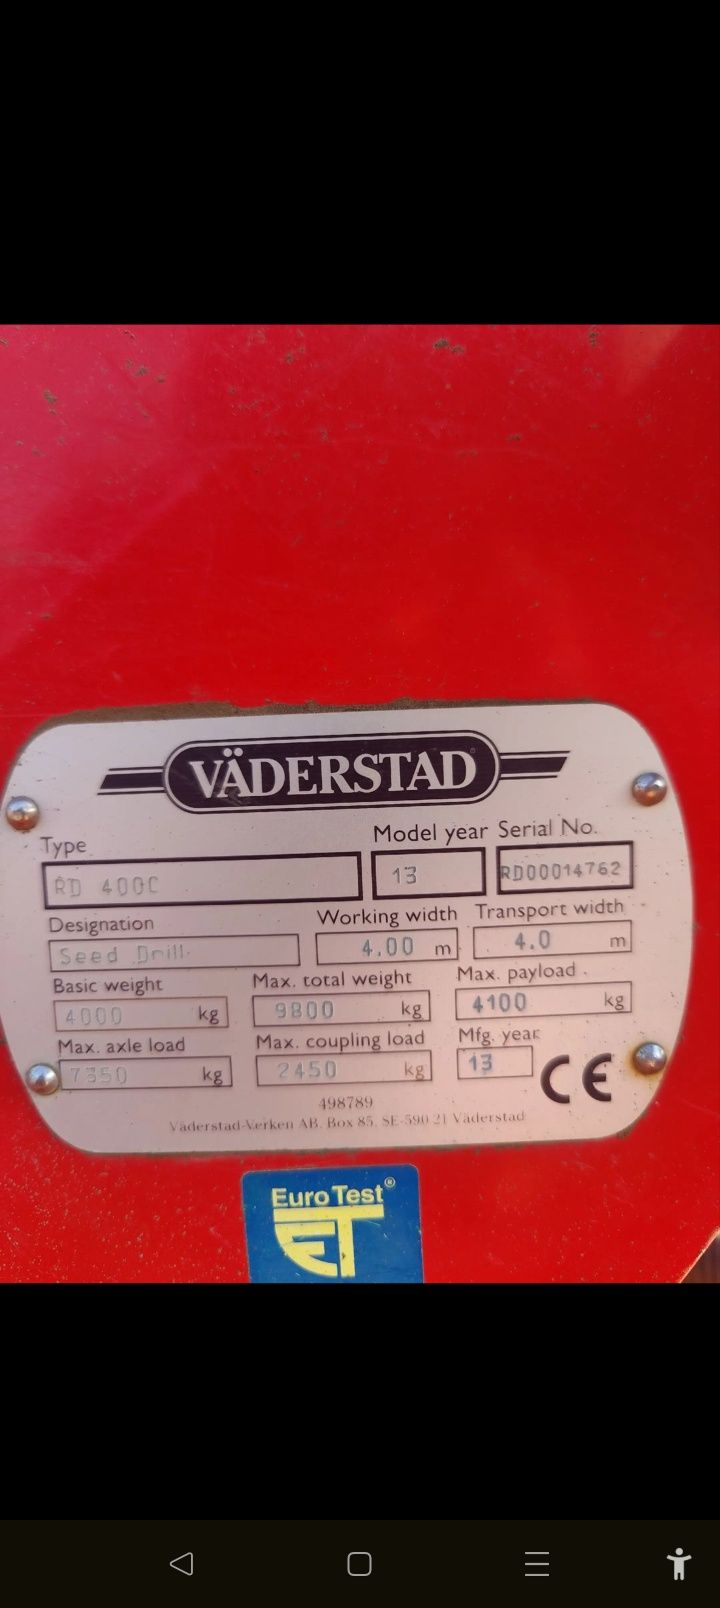 VÄDERSTAD
Type Model year Serial No.
RD 400C 13 RD00014762
Designation Working width Transport width
Seed Drill 4.00 m 4.0 m
Basic weight Max. total weight Max. payload
4000 kg 9800 kg 4100 kg
Max. axle load Max. coupling load Mfg. year
7350 kg 2450 kg 13 CE
498789
Väderstad-Verken AB, Box 85, SE-590 21 Väderstad
Euro Test®
ET